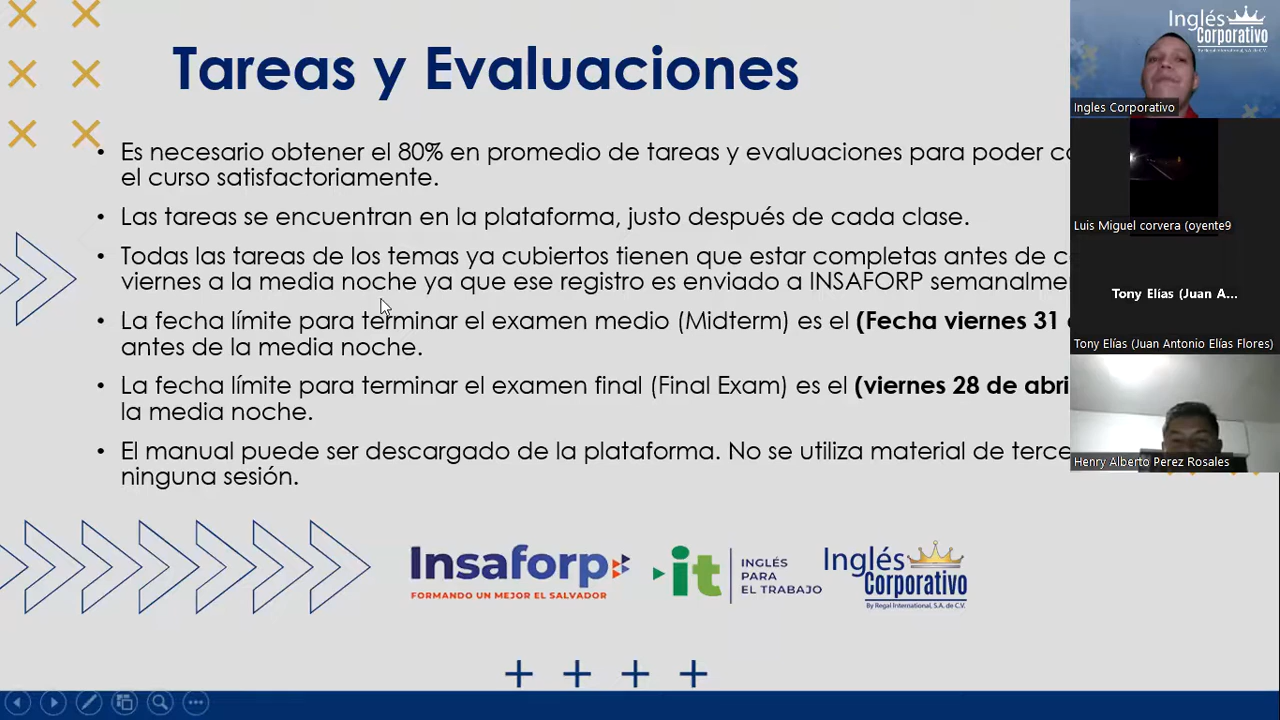 Tareas y Evaluaciones
• Es necesario obtener el 80% en promedio de tareas y evaluaciones para poder
el curso satisfactoriamente.
• Las tareas se encuentran en la plataforma, justo después de cada clase.
• Todas las tareas de los temas ya cubiertos tienen que estar completas antes de
viernes a la media noche ya que ese registro es enviado a INSAFORP
• La fecha límite para terminar el examen medio (Midterm) es el (Fecha viernes 31
antes de la media noche.
• La fecha límite para terminar el examen final (Final Exam) es el (viernes 28 de
la media noche.
• El manual puede ser descargado de la plataforma. No se utiliza material de
ninguna sesión.
Insaforp
FORMANDO UN MEJOR EL SALVADOR
it
INGLÉS
PARA
EL TRABAJO
Inglés
Corporativo
By Regal International, S.A. de C.V.
Inglés
Corporativo
By Regal International, S.A. de C.V.
Ingles Corporativo
Luis Miguel corvera (oyente9
Tony Elías (Juan A...
Tony Elías (Juan Antonio Elías Flores)
Henry Alberto Perez Rosales